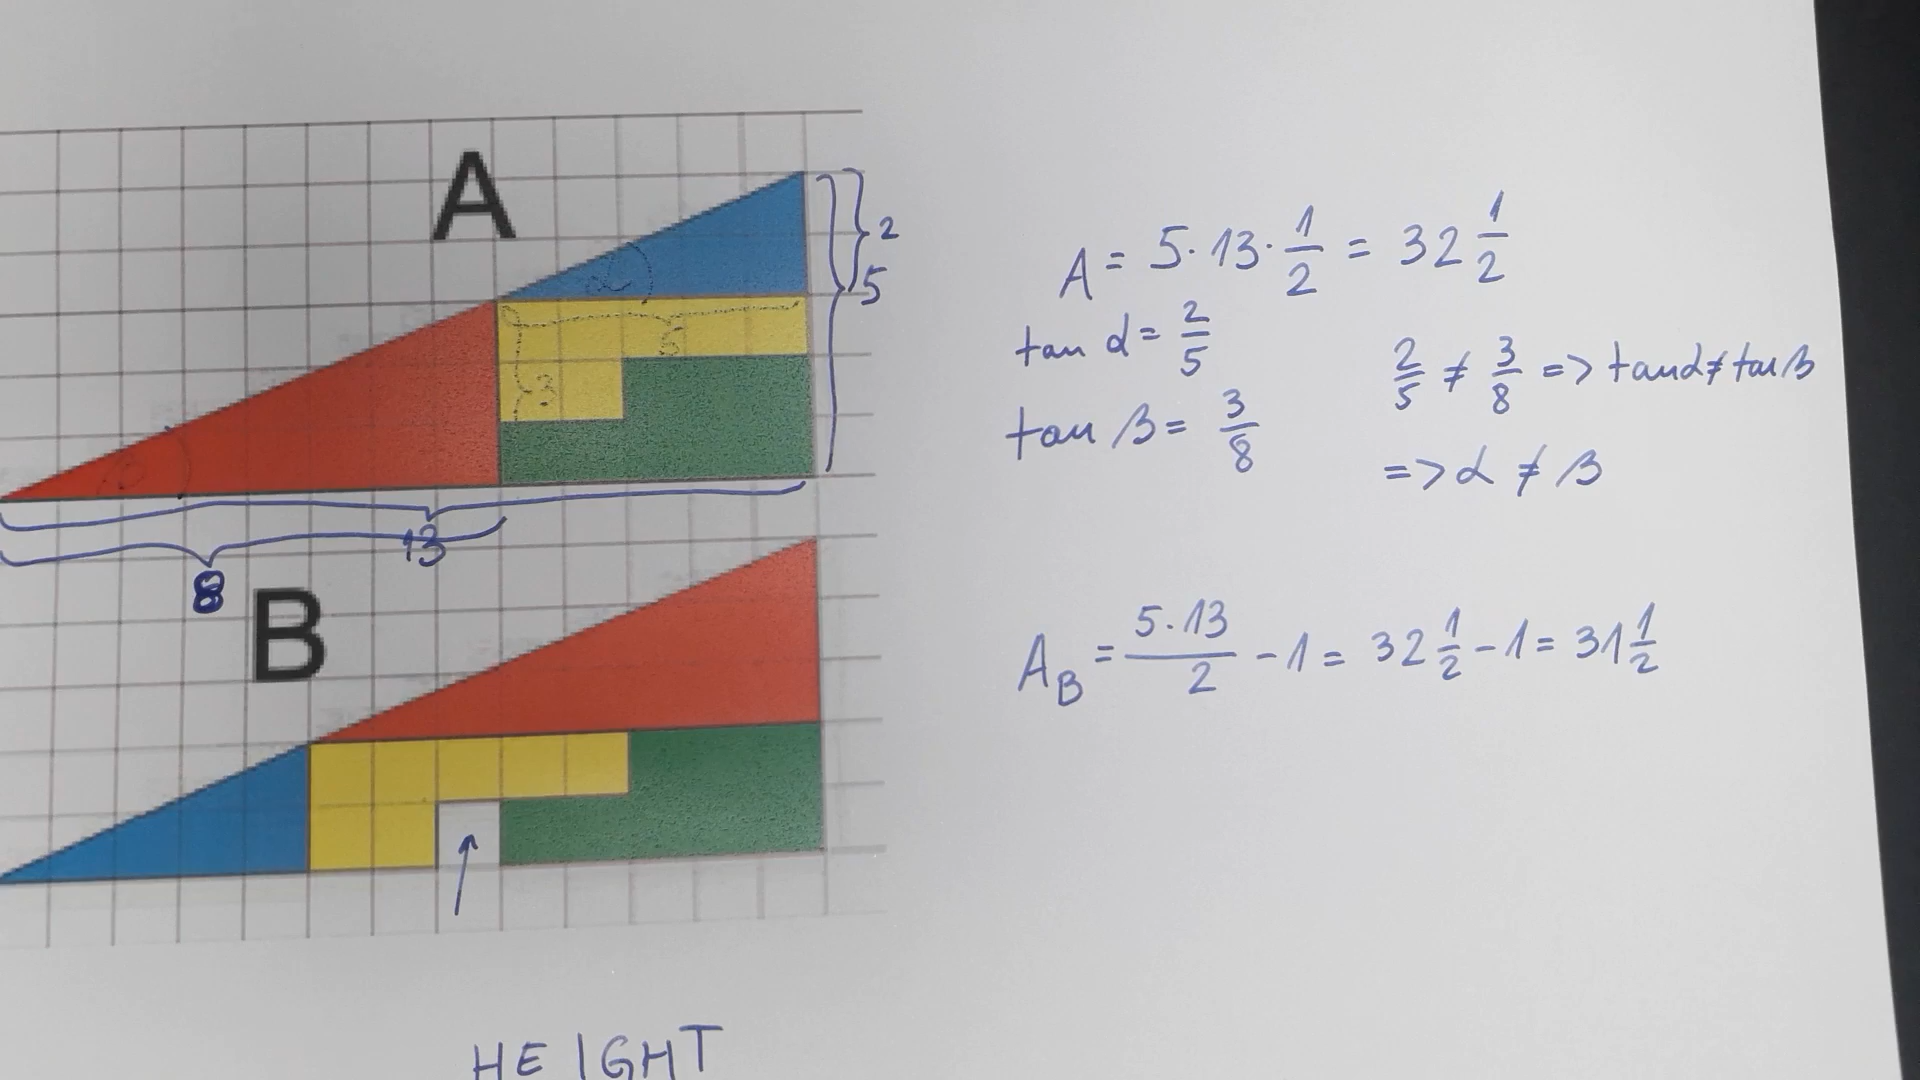 A
2
5
5
3
13
8
B
A = 5·13·1/2 = 32 1/2
tan α = 2/5
tan β = 3/8
2/5 ≠ 3/8 => tanα≠tanβ
=> α ≠ β
A_B = 5·13/2 - 1 = 32 1/2 - 1 = 31 1/2
HEIGHT